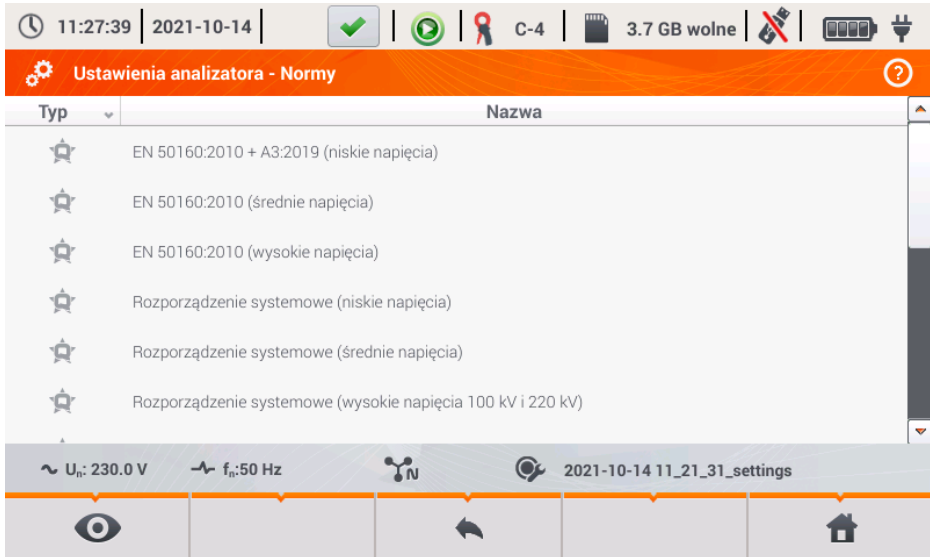 11:27:39 2021-10-14 C-4 3.7 GB wolne
Ustawienia analizatora - Normy ?
Typ Nazwa
EN 50160:2010 + A3:2019 (niskie napięcia)
EN 50160:2010 (średnie napięcia)
EN 50160:2010 (wysokie napięcia)
Rozporządzenie systemowe (niskie napięcia)
Rozporządzenie systemowe (średnie napięcia)
Rozporządzenie systemowe (wysokie napięcia 100 kV i 220 kV)
Uₙ: 230.0 V fₙ:50 Hz N 2021-10-14 11_21_31_settings